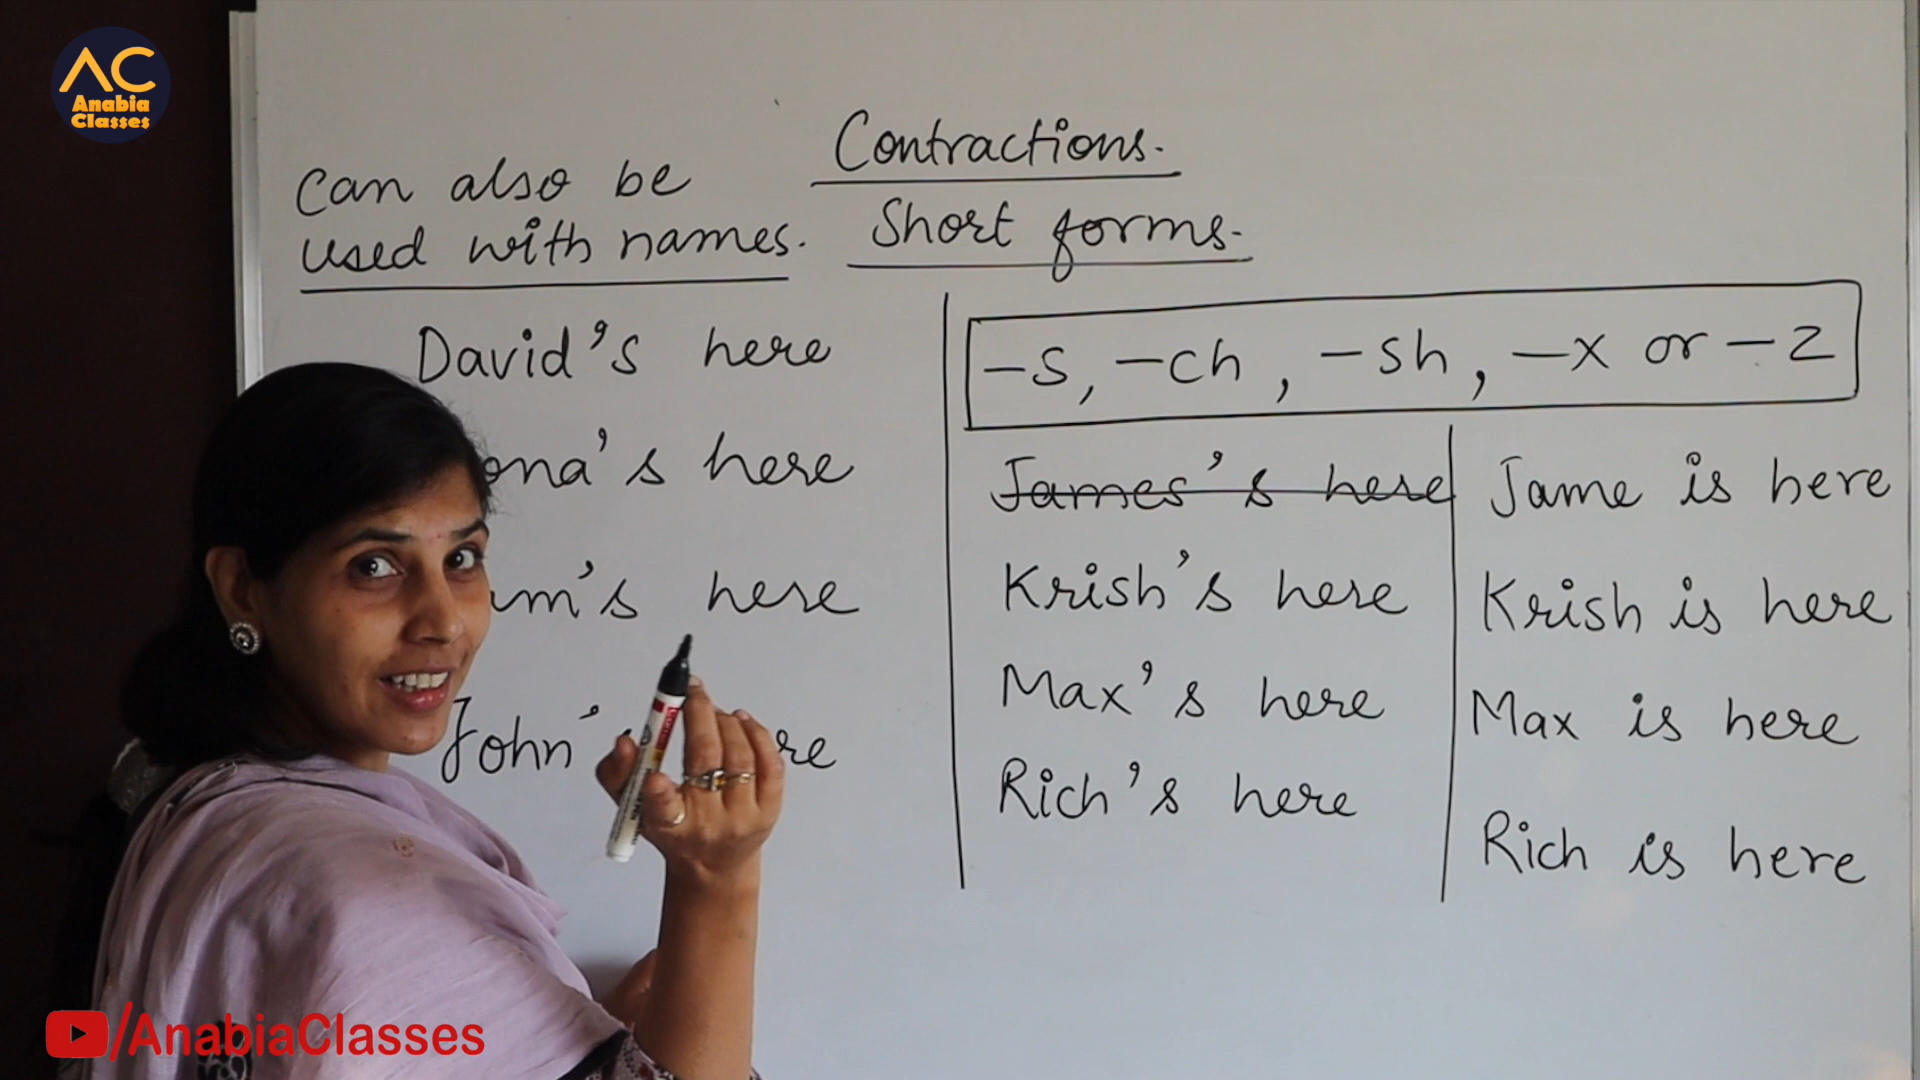 AC
Anabia
Classes
Contractions.
Short forms.
can also be
used with names.
David's here
ona's here
m's here
John'
re
-s, -ch, -sh, -x or -z
James's here
Krish's here
Max's here
Rich's here
Jame is here
Krish is here
Max is here
Rich is here
/AnabiaClasses